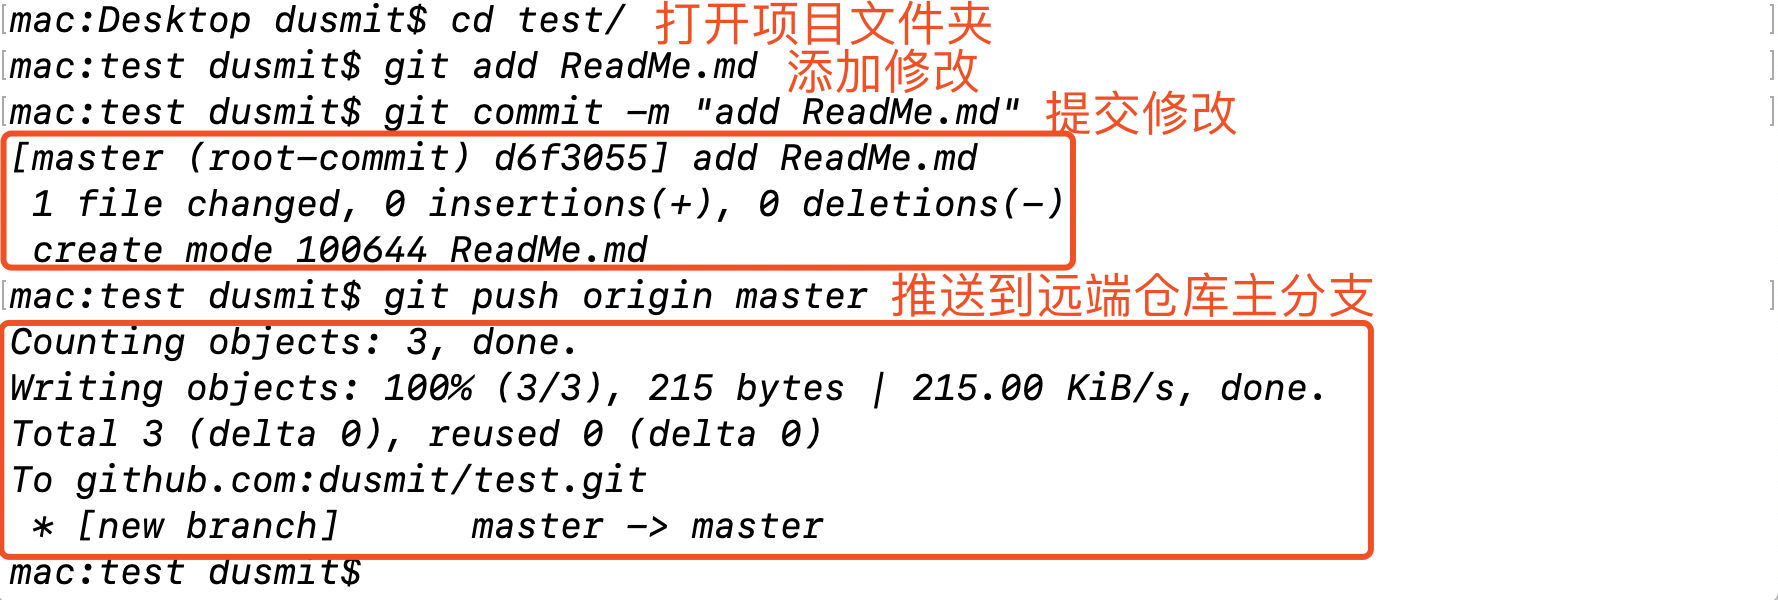 mac:Desktop dusmit$ cd test/ 打开项目文件夹
mac:test dusmit$ git add ReadMe.md 添加修改
mac:test dusmit$ git commit -m "add ReadMe.md" 提交修改
[master (root-commit) d6f3055] add ReadMe.md
 1 file changed, 0 insertions(+), 0 deletions(-)
 create mode 100644 ReadMe.md
mac:test dusmit$ git push origin master 推送到远端仓库主分支
Counting objects: 3, done.
Writing objects: 100% (3/3), 215 bytes | 215.00 KiB/s, done.
Total 3 (delta 0), reused 0 (delta 0)
To github.com:dusmit/test.git
 * [new branch]      master -> master
mac:test dusmit$